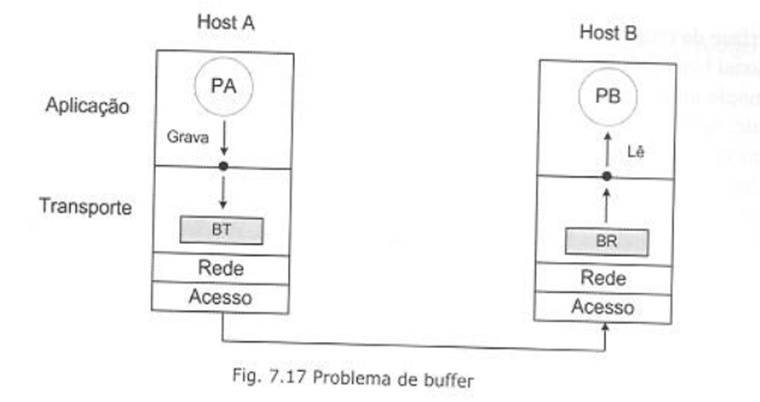 Host A
Host B
PA
PB
Aplicação
Grava
Lê
Transporte
BT
BR
Rede
Rede
Acesso
Acesso
Fig. 7.17 Problema de buffer